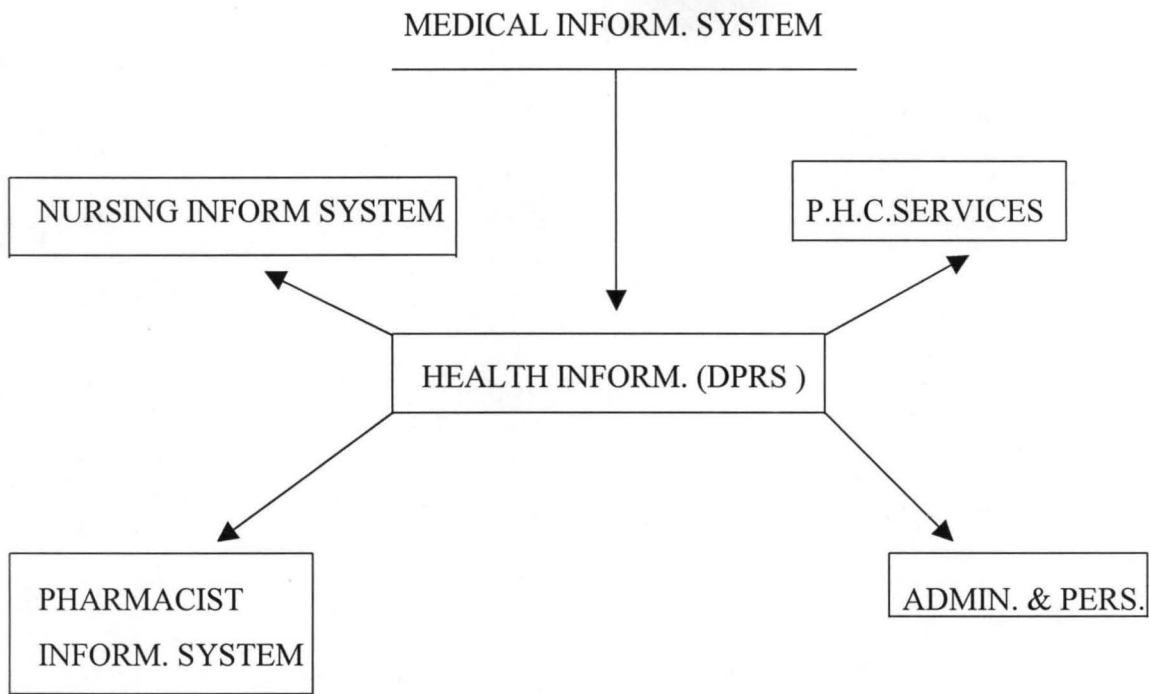 MEDICAL INFORM. SYSTEM
NURSING INFORM SYSTEM
P.H.C.SERVICES
HEALTH INFORM. (DPRS )
PHARMACIST
INFORM. SYSTEM
ADMIN. & PERS.